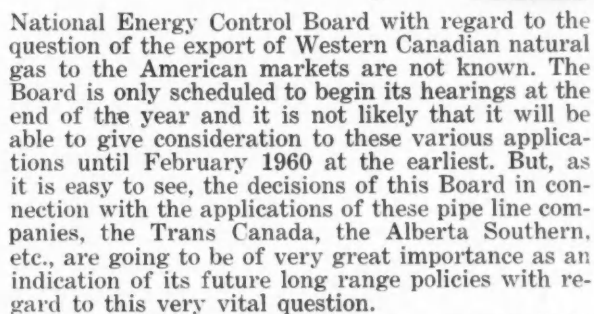 National Energy Control Board with regard to the
question of the export of Western Canadian natural
gas to the American markets are not known. The
Board is only scheduled to begin its hearings at the
end of the year and it is not likely that it will be
able to give consideration to these various applica-
tions until February 1960 at the earliest. But, as
it is easy to see, the decisions of this Board in con-
nection with the applications of these pipe line com-
panies, the Trans Canada, the Alberta Southern,
etc., are going to be of very great importance as an
indication of its future long range policies with re-
gard to this very vital question.